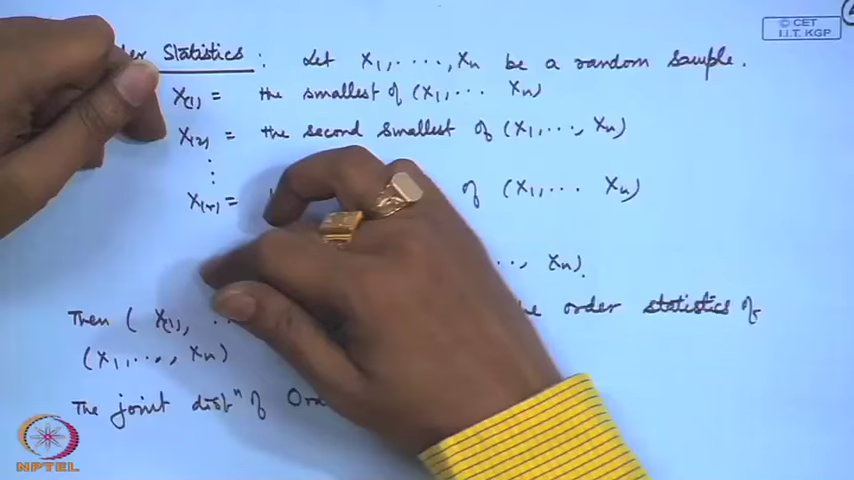 © CET
I.I.T. KGP
Statistics : Let X₁, ...., Xₙ be a random sample.
X₍₁₎ = the smallest of (X₁, ... Xₙ)
X₍₂₎ = the second smallest of (X₁, ..., Xₙ)
X₍ᵣ₎ = of (X₁, ... Xₙ)
.., Xₙ).
Then ( X₍₁₎, order statistics of
(X₁, ..., Xₙ)
The joint distⁿ of
NPTEL